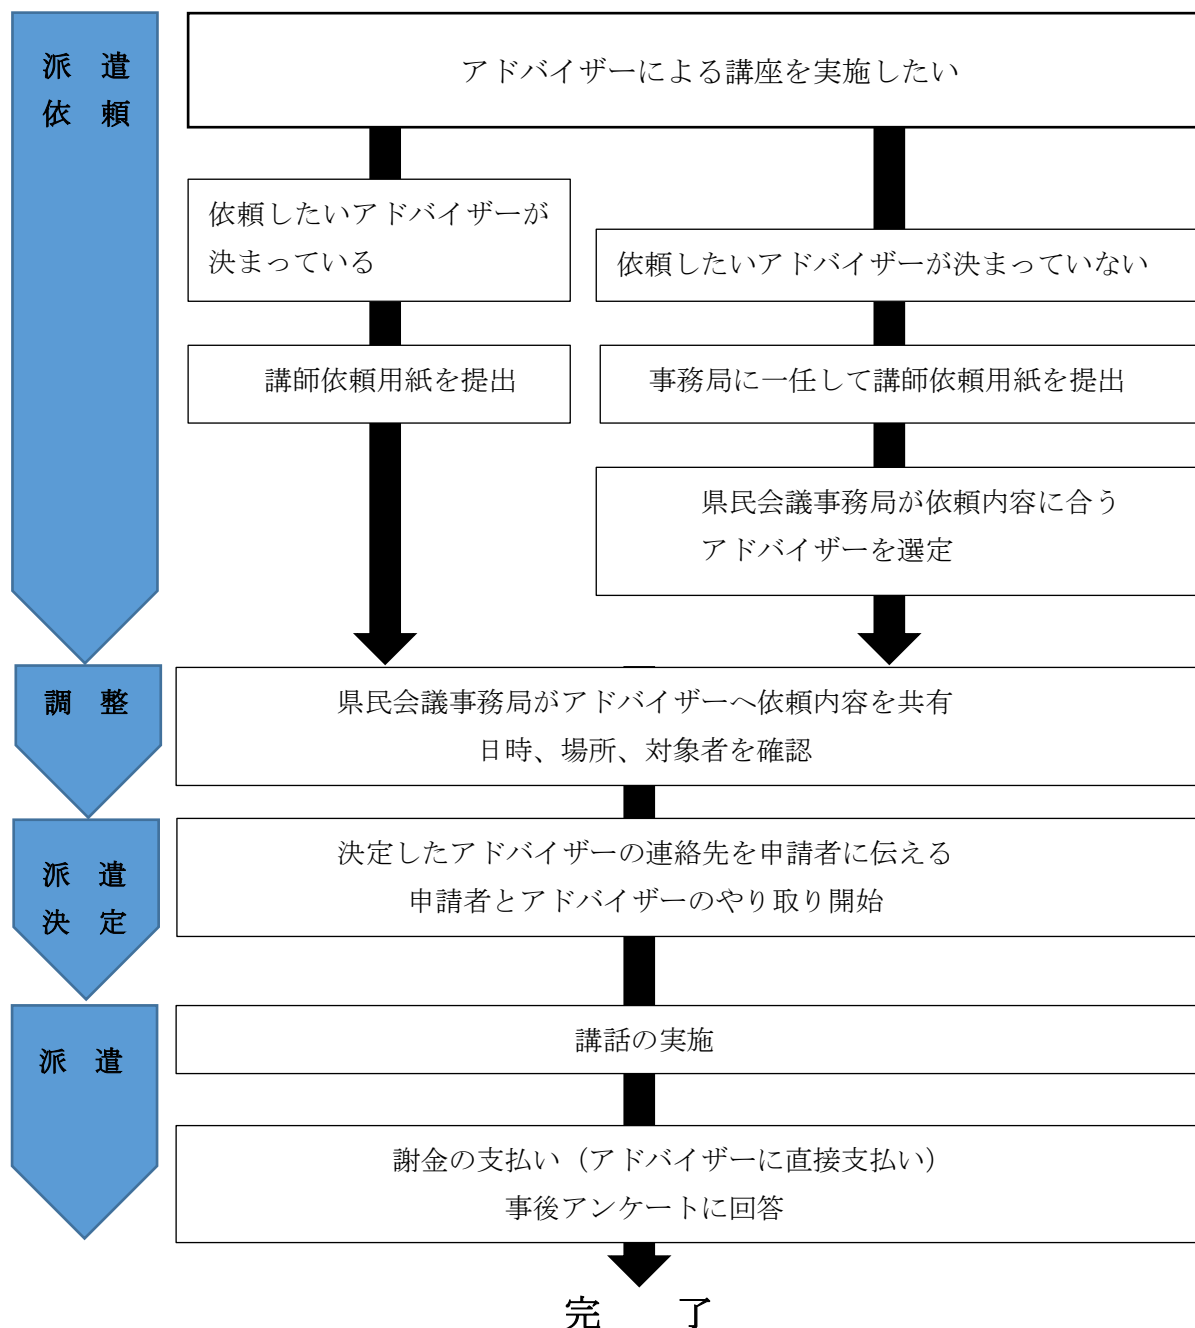 派　遣
依　頼
アドバイザーによる講座を実施したい
依頼したいアドバイザーが
決まっている
依頼したいアドバイザーが決まっていない
講師依頼用紙を提出
事務局に一任して講師依頼用紙を提出
県民会議事務局が依頼内容に合う
アドバイザーを選定
調　整
県民会議事務局がアドバイザーへ依頼内容を共有
日時、場所、対象者を確認
派　遣
決　定
決定したアドバイザーの連絡先を申請者に伝える
申請者とアドバイザーのやり取り開始
派　遣
講話の実施
謝金の支払い（アドバイザーに直接支払い）
事後アンケートに回答
完　　了